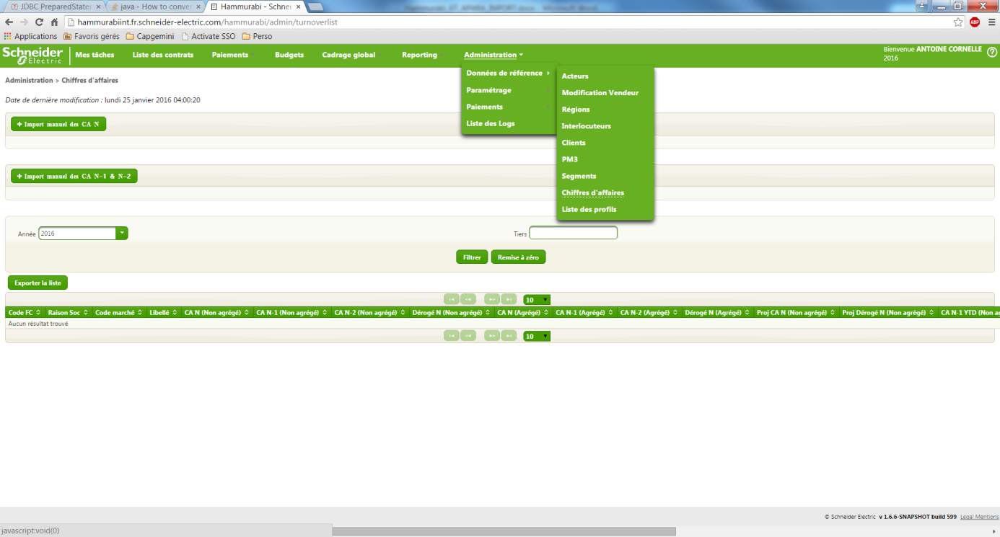 JDBC PreparedStater × java - How to conver × Hammurabi - Schnei ×
hammurabiint.fr.schneider-electric.com/hammurabi/admin/turnoverlist
ABP
Applications Favoris gérés Capgemini Activate SSO Perso
Schneider Electric
Mes tâches Liste des contrats Paiements Budgets Cadrage global Reporting Administration
Bienvenue ANTOINE CORNELLE
2016
Données de référence
Paramétrage
Paiements
Liste des Logs
Acteurs
Modification Vendeur
Régions
Interlocuteurs
Clients
PM3
Segments
Chiffres d'affaires
Liste des profils
Administration > Chiffres d'affaires
Date de dernière modification : lundi 25 janvier 2016 04:00:20
+ Import manuel des CA N
+ Import manuel des CA N-1 & N-2
Année 2016 Tiers
Filtrer Remise à zéro
Exporter la liste
10
Code FC Raison Soc Code marché Libellé CA N (Non agrégé) CA N-1 (Non agrégé) CA N-2 (Non agrégé) Dérogé N (Non agrégé) CA N (Agrégé) CA N-1 (Agrégé) CA N-2 (Agrégé) Dérogé N (Agrégé) Proj CA N (Non agrégé) Proj Dérogé N (Non agrégé) CA N-1 YTD (Non ag
Aucun résultat trouvé
10
© Schneider Electric v 1.6.6-SNAPSHOT build 599 Legal Mentions
javascript:void(0)